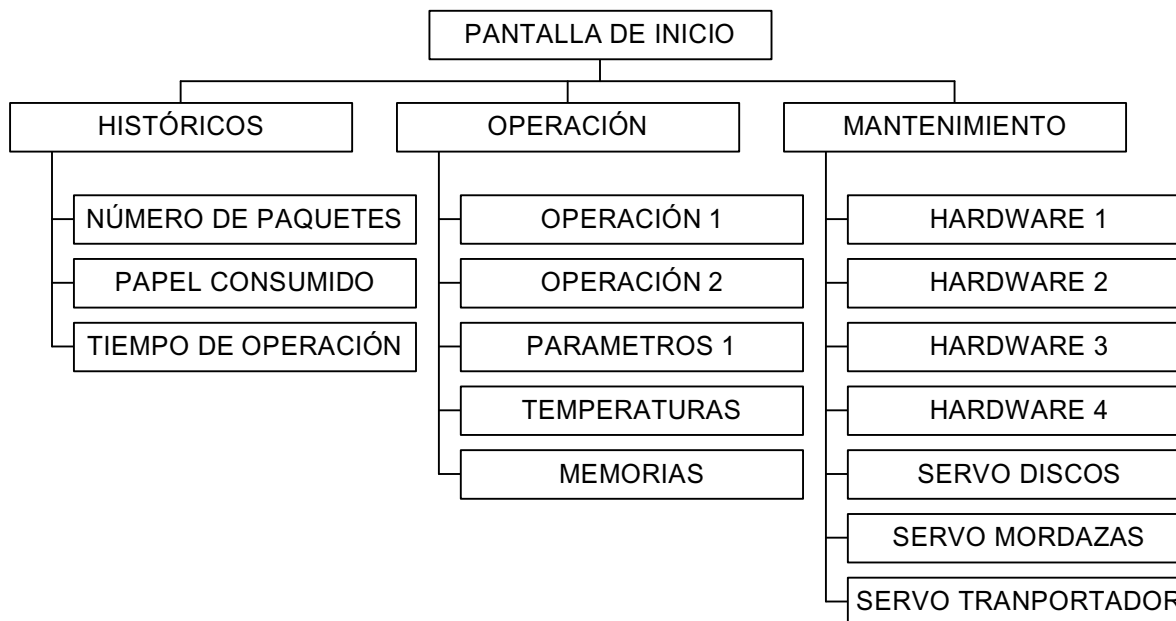 PANTALLA DE INICIO
HISTÓRICOS
NÚMERO DE PAQUETES
PAPEL CONSUMIDO
TIEMPO DE OPERACIÓN
OPERACIÓN
OPERACIÓN 1
OPERACIÓN 2
PARAMETROS 1
TEMPERATURAS
MEMORIAS
MANTENIMIENTO
HARDWARE 1
HARDWARE 2
HARDWARE 3
HARDWARE 4
SERVO DISCOS
SERVO MORDAZAS
SERVO TRANPORTADOR